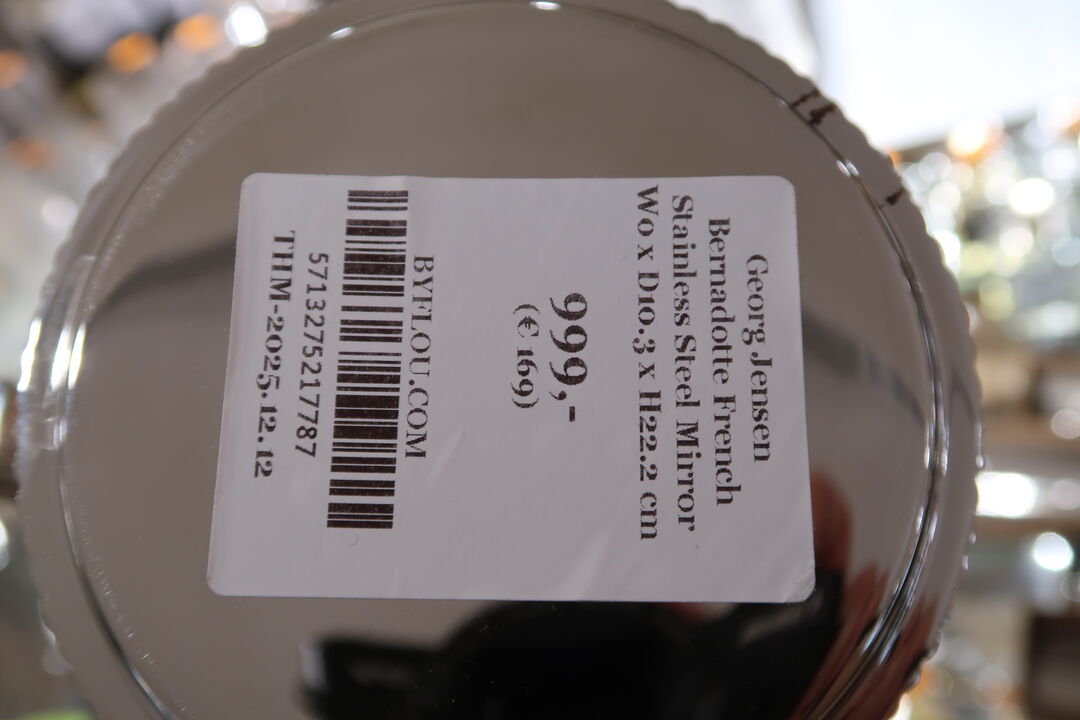 Georg Jensen
Bernadotte French
Stainless Steel Mirror
W0 x D10.3 x H22.2 cm
999,-
(€ 169)
BYFLOU.COM
5713275217787
THM-2025.12.12